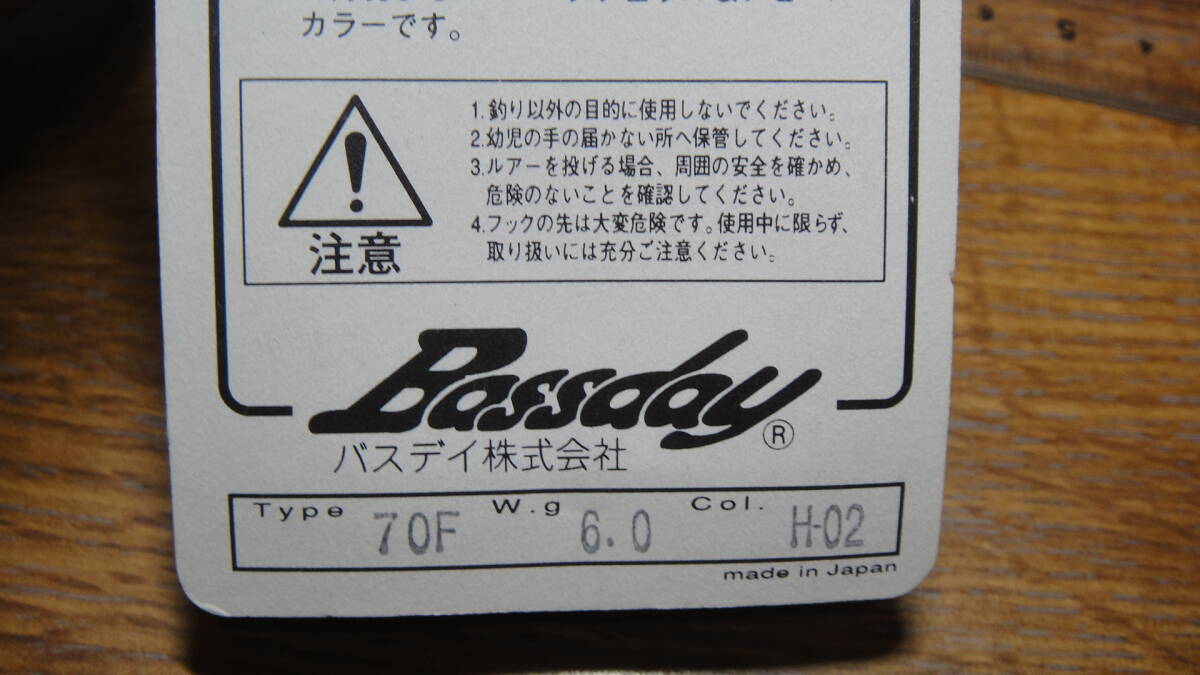 カラーです。
注意
1.釣り以外の目的に使用しないでください。
2.幼児の手の届かない所へ保管してください。
3.ルアーを投げる場合、周囲の安全を確かめ、
危険のないことを確認してください。
4.フックの先は大変危険です。使用中に限らず、
取り扱いには充分ご注意ください。
Bassday®
バスデイ株式会社
Type 70F W.g 6.0 Col. H-02
made in Japan
5